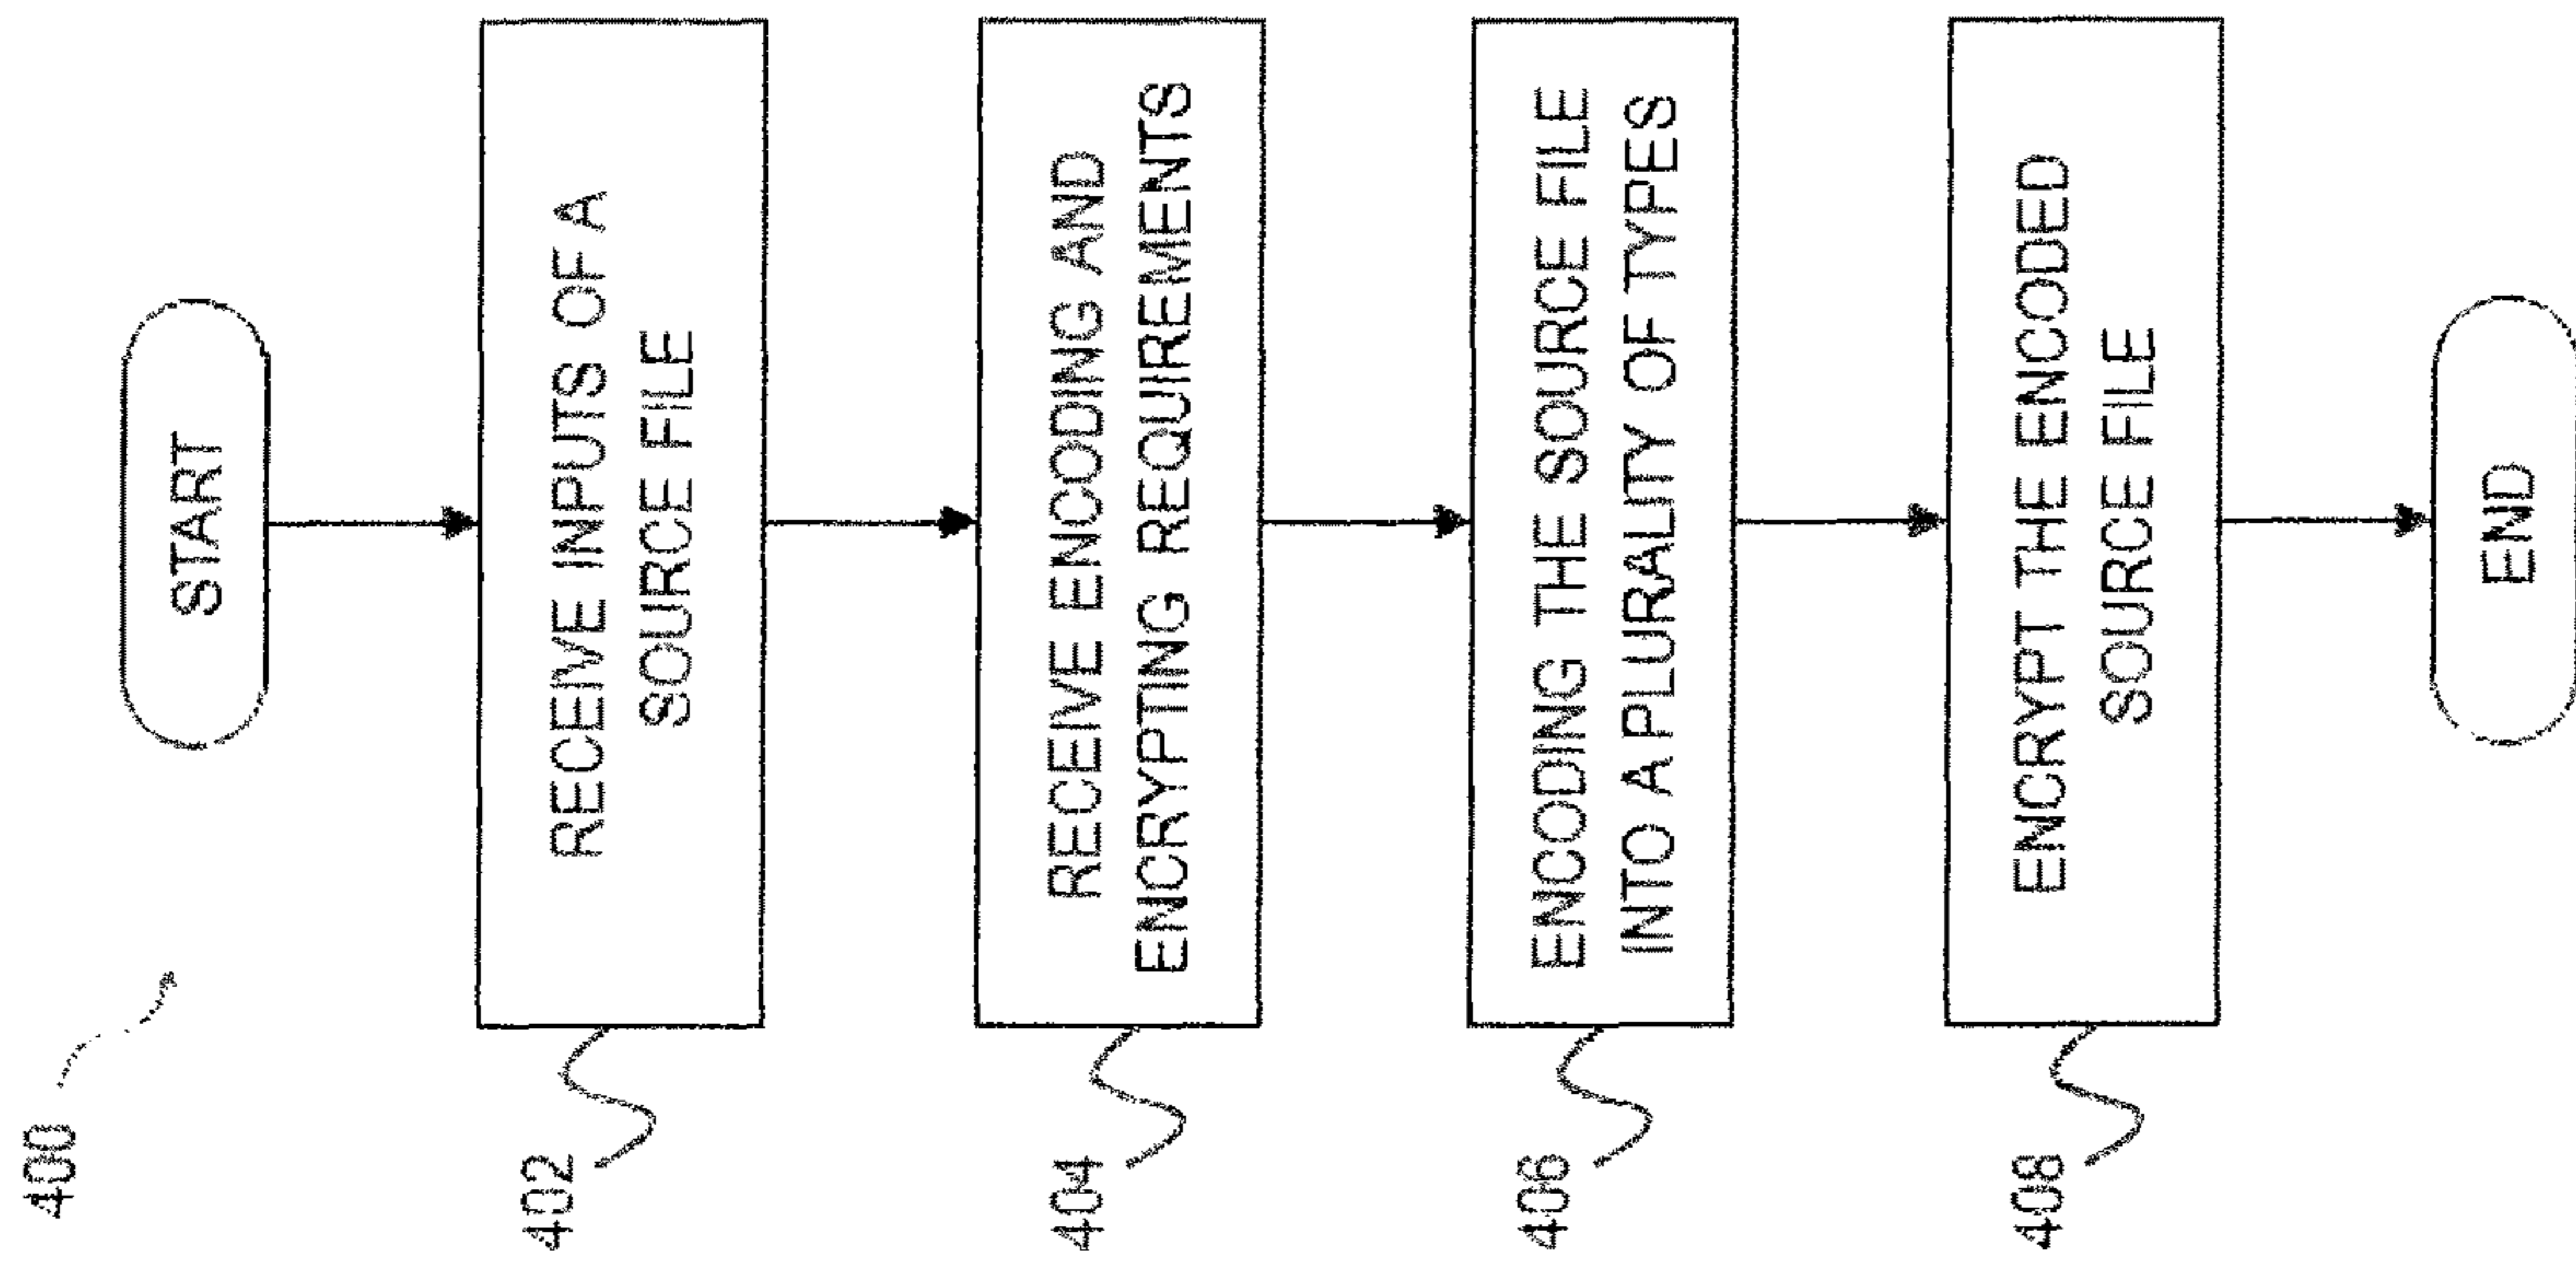 400
START
402
RECEIVE INPUTS OF A
SOURCE FILE
404
RECEIVE ENCODING AND
ENCRYPTING REQUIREMENTS
406
ENCODING THE SOURCE FILE
INTO A PLURALITY OF TYPES
408
ENCRYPT THE ENCODED
SOURCE FILE
END